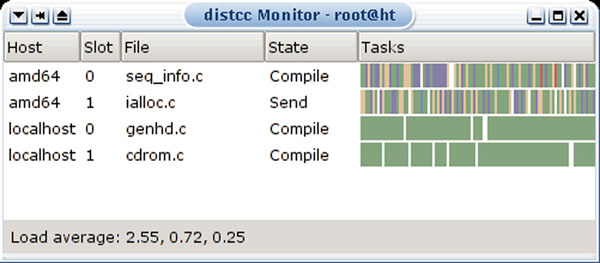 distcc Monitor - root@ht
Host Slot File State Tasks
amd64 0 seq_info.c Compile
amd64 1 ialloc.c Send
localhost 0 genhd.c Compile
localhost 1 cdrom.c Compile
Load average: 2.55, 0.72, 0.25